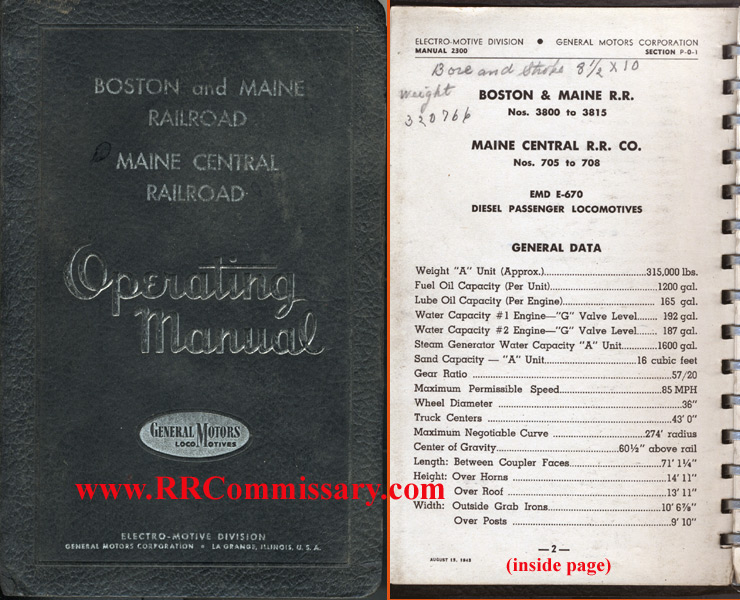 BOSTON and MAINE
RAILROAD
MAINE CENTRAL
RAILROAD
Operating
Manual
GENERAL MOTORS
LOCOMOTIVES
ELECTRO-MOTIVE DIVISION
GENERAL MOTORS CORPORATION • LA GRANGE, ILLINOIS, U. S. A.
www.RRCommissary.com
ELECTRO-MOTIVE DIVISION • GENERAL MOTORS CORPORATION
MANUAL 2300 SECTION P-0-1
Bore and Stroke 8 1/2 X 10
weight
320766
BOSTON & MAINE R.R.
Nos. 3800 to 3815
MAINE CENTRAL R.R. CO.
Nos. 705 to 708
EMD E-670
DIESEL PASSENGER LOCOMOTIVES
GENERAL DATA
Weight "A" Unit (Approx.)..........315,000 lbs.
Fuel Oil Capacity (Per Unit)..........1200 gal.
Lube Oil Capacity (Per Engine)..........165 gal.
Water Capacity #1 Engine—"G" Valve Level.......192 gal.
Water Capacity #2 Engine—"G" Valve Level.......187 gal.
Steam Generator Water Capacity "A" Unit..........1600 gal.
Sand Capacity — "A" Unit..........16 cubic feet
Gear Ratio ..........57/20
Maximum Permissible Speed..........85 MPH
Wheel Diameter ..........36"
Truck Centers ..........43' 0"
Maximum Negotiable Curve ..........274' radius
Center of Gravity..........60½" above rail
Length: Between Coupler Faces..........71' 1¼"
Height: Over Horns ..........14' 11"
Over Roof ..........13' 11"
Width: Outside Grab Irons..........10' 6⅞"
Over Posts ..........9' 10"
—2—
AUGUST 15, 1945
(inside page)